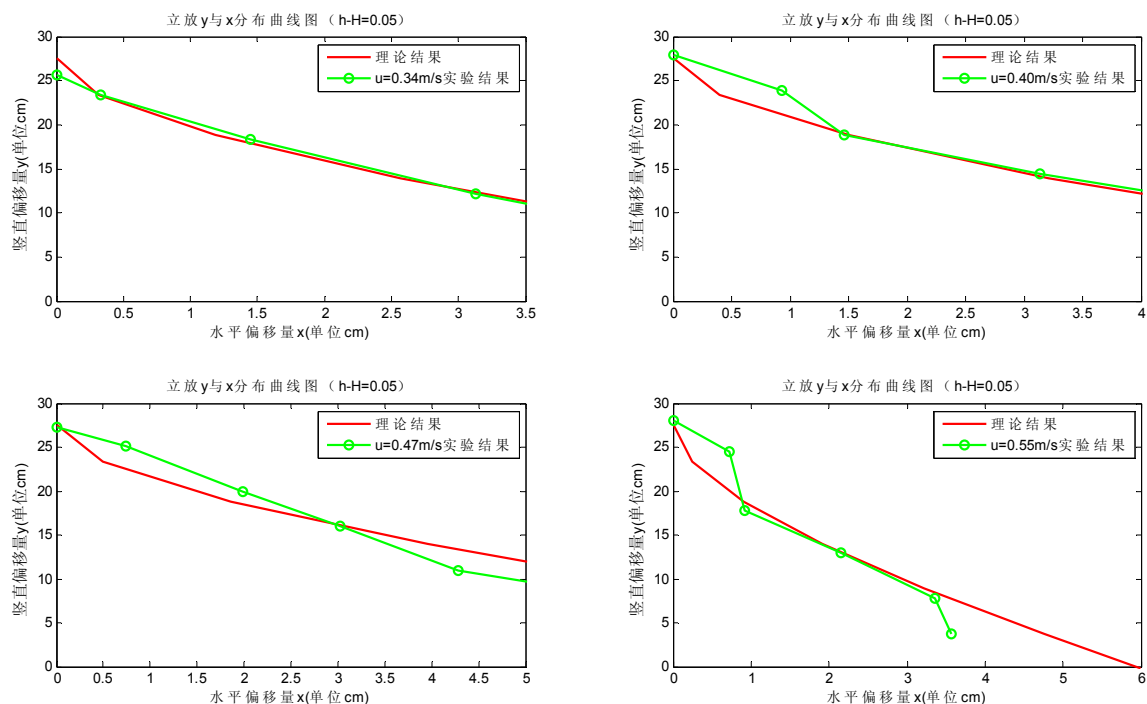 立放y与x分布曲线图（h-H=0.05）
30
25
20
15
10
5
0
竖直偏移量y(单位cm)
理论结果
u=0.34m/s实验结果
0 0.5 1 1.5 2 2.5 3 3.5
水平偏移量x(单位cm)
立放y与x分布曲线图（h-H=0.05）
30
25
20
15
10
5
0
竖直偏移量y(单位cm)
理论结果
u=0.40m/s实验结果
0 0.5 1 1.5 2 2.5 3 3.5 4
水平偏移量x(单位cm)
立放y与x分布曲线图（h-H=0.05）
30
25
20
15
10
5
0
竖直偏移量y(单位cm)
理论结果
u=0.47m/s实验结果
0 0.5 1 1.5 2 2.5 3 3.5 4 4.5 5
水平偏移量x(单位cm)
立放y与x分布曲线图（h-H=0.05）
30
25
20
15
10
5
0
竖直偏移量y(单位cm)
理论结果
u=0.55m/s实验结果
0 1 2 3 4 5 6
水平偏移量x(单位cm)